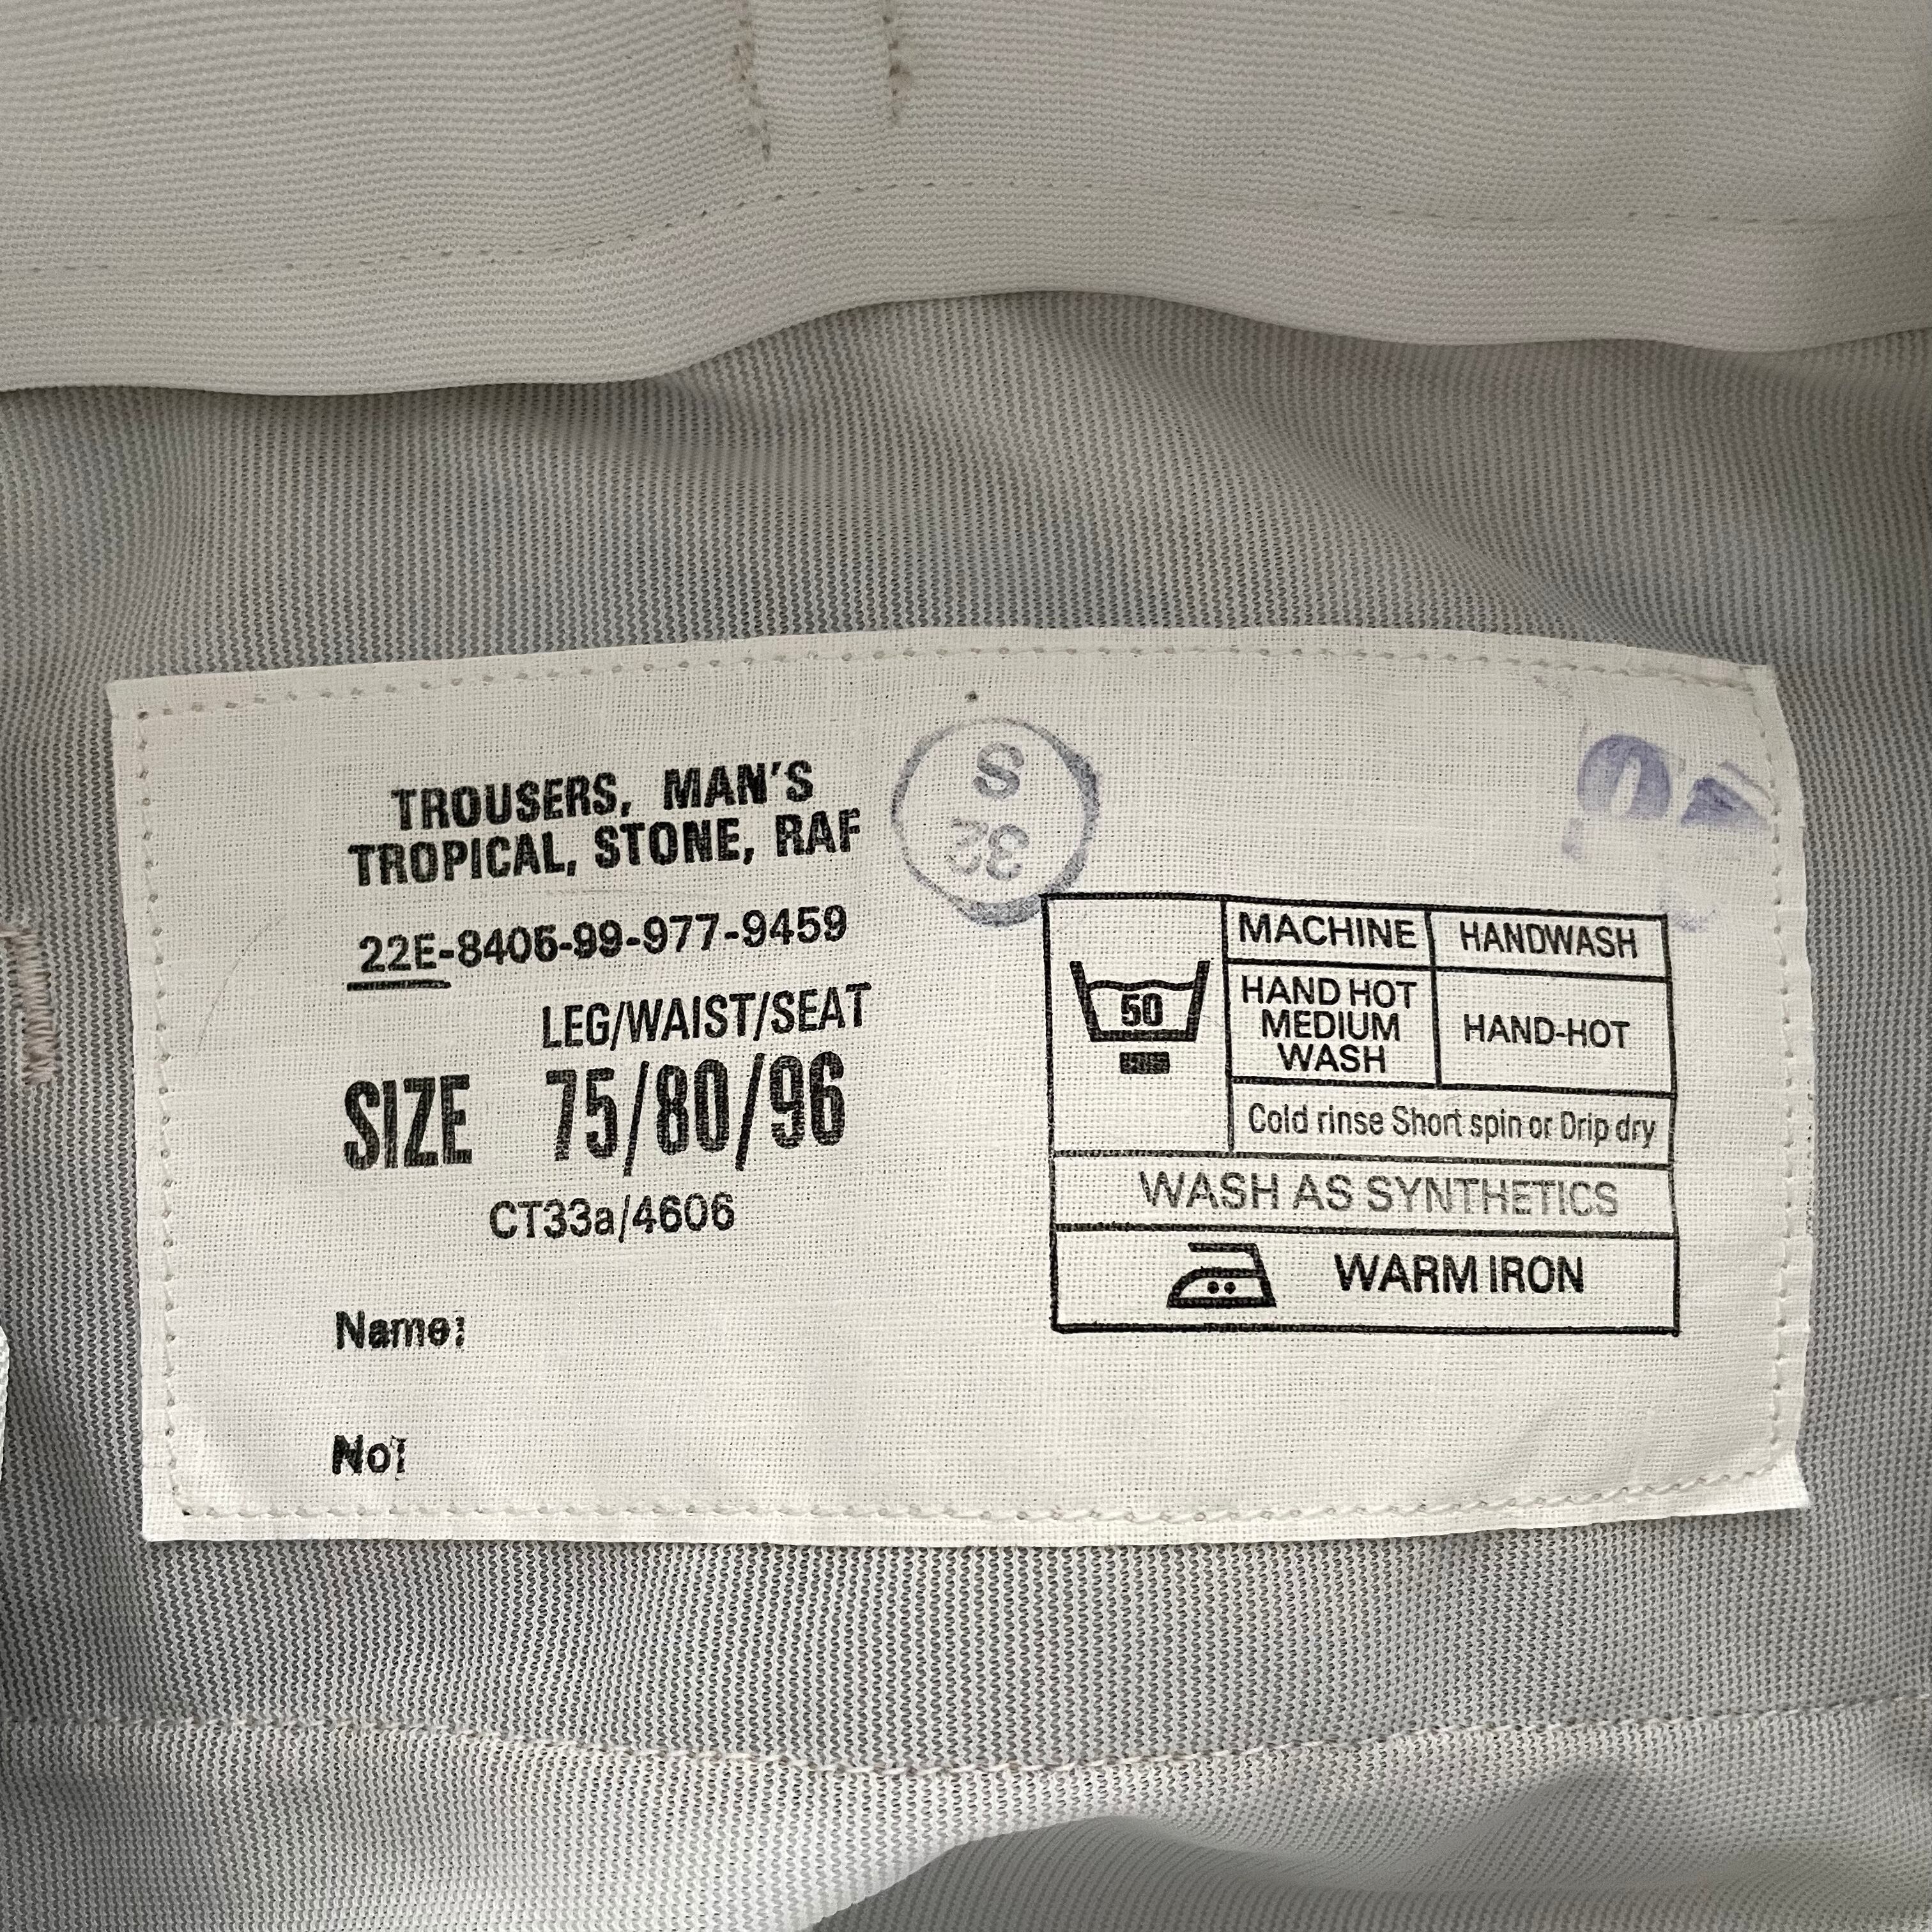 TROUSERS, MAN'S
TROPICAL, STONE, RAF
22E-8405-99-977-9459
LEG/WAIST/SEAT
SIZE 75/80/96
CT33a/4606
Name:
No:
S
32
50
MACHINE
HANDWASH
HAND HOT
MEDIUM
WASH
HAND-HOT
Cold rinse Short spin or Drip dry
WASH AS SYNTHETICS
WARM IRON